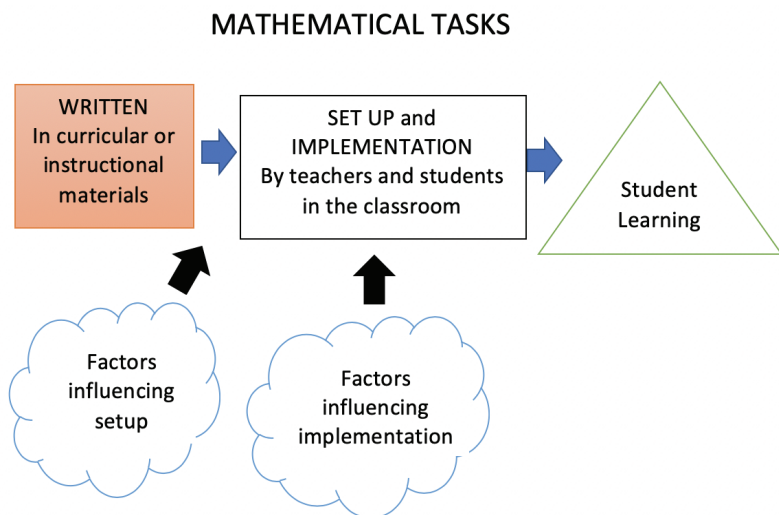 MATHEMATICAL TASKS
WRITTEN
In curricular or
instructional
materials
SET UP and
IMPLEMENTATION
By teachers and students
in the classroom
Student
Learning
Factors
influencing
setup
Factors
influencing
implementation